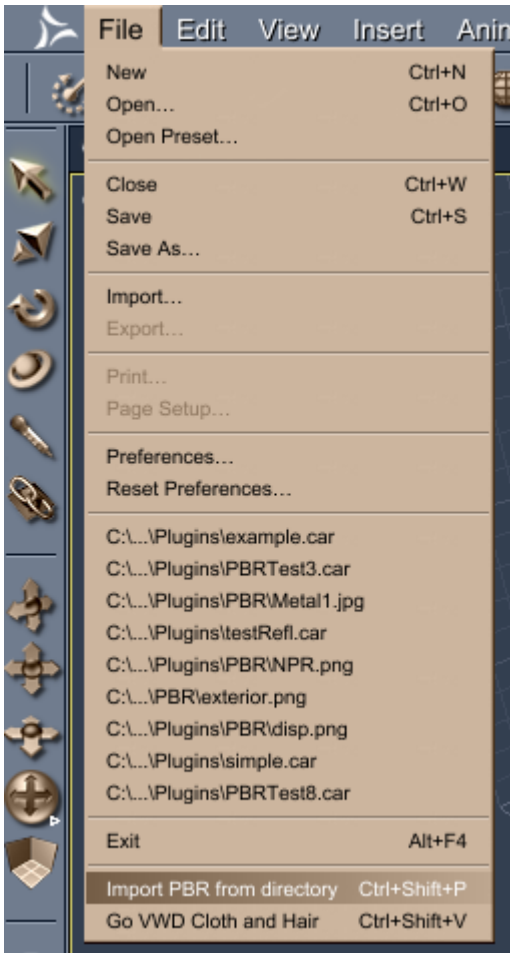 File Edit View Insert Anim
New Ctrl+N
Open... Ctrl+O
Open Preset...
Close Ctrl+W
Save Ctrl+S
Save As...
Import...
Export...
Print...
Page Setup...
Preferences...
Reset Preferences...
C:\...\Plugins\example.car
C:\...\Plugins\PBRTest3.car
C:\...\Plugins\PBR\Metal1.jpg
C:\...\Plugins\testRefl.car
C:\...\Plugins\PBR\NPR.png
C:\...\PBR\exterior.png
C:\...\Plugins\PBR\disp.png
C:\...\Plugins\simple.car
C:\...\Plugins\PBRTest8.car
Exit Alt+F4
Import PBR from directory Ctrl+Shift+P
Go VWD Cloth and Hair Ctrl+Shift+V